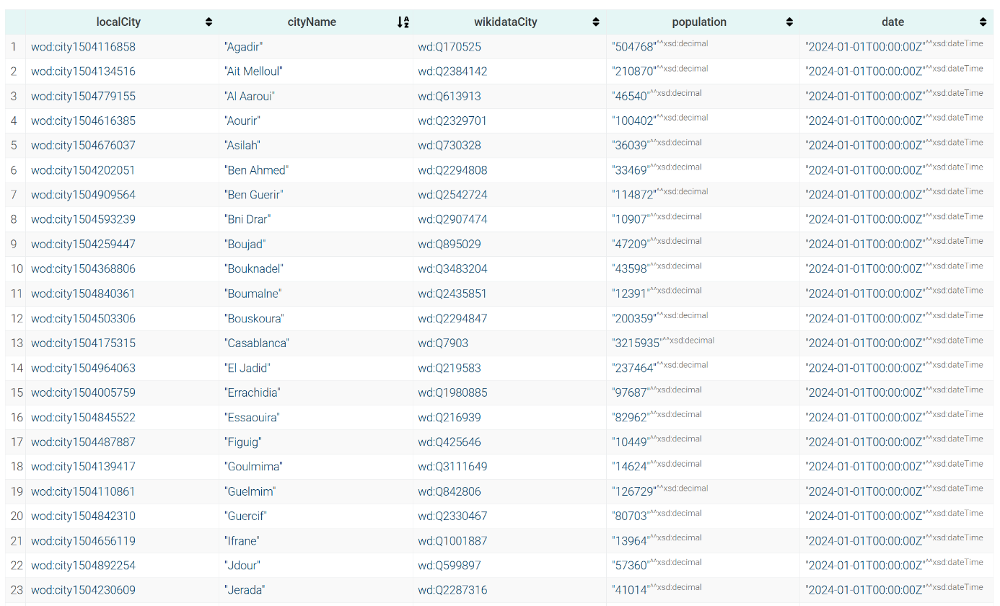 localCity cityName wikidataCity population date
1 wod:city1504116858 "Agadir" wd:Q170525 "504768"^^xsd:decimal "2024-01-01T00:00:00Z"^^xsd:dateTime
2 wod:city1504134516 "Ait Melloul" wd:Q2384142 "210870"^^xsd:decimal "2024-01-01T00:00:00Z"^^xsd:dateTime
3 wod:city1504779155 "Al Aaroui" wd:Q613913 "46540"^^xsd:decimal "2024-01-01T00:00:00Z"^^xsd:dateTime
4 wod:city1504616385 "Aourir" wd:Q2329701 "100402"^^xsd:decimal "2024-01-01T00:00:00Z"^^xsd:dateTime
5 wod:city1504676037 "Asilah" wd:Q730328 "36039"^^xsd:decimal "2024-01-01T00:00:00Z"^^xsd:dateTime
6 wod:city1504202051 "Ben Ahmed" wd:Q2294808 "33469"^^xsd:decimal "2024-01-01T00:00:00Z"^^xsd:dateTime
7 wod:city1504909564 "Ben Guerir" wd:Q2542724 "114872"^^xsd:decimal "2024-01-01T00:00:00Z"^^xsd:dateTime
8 wod:city1504593239 "Bni Drar" wd:Q2907474 "10907"^^xsd:decimal "2024-01-01T00:00:00Z"^^xsd:dateTime
9 wod:city1504259447 "Boujad" wd:Q895029 "47209"^^xsd:decimal "2024-01-01T00:00:00Z"^^xsd:dateTime
10 wod:city1504368806 "Bouknadel" wd:Q3483204 "43598"^^xsd:decimal "2024-01-01T00:00:00Z"^^xsd:dateTime
11 wod:city1504840361 "Boumalne" wd:Q2435851 "12391"^^xsd:decimal "2024-01-01T00:00:00Z"^^xsd:dateTime
12 wod:city1504503306 "Bouskoura" wd:Q2294847 "200359"^^xsd:decimal "2024-01-01T00:00:00Z"^^xsd:dateTime
13 wod:city1504175315 "Casablanca" wd:Q7903 "3215935"^^xsd:decimal "2024-01-01T00:00:00Z"^^xsd:dateTime
14 wod:city1504964063 "El Jadid" wd:Q219583 "237464"^^xsd:decimal "2024-01-01T00:00:00Z"^^xsd:dateTime
15 wod:city1504005759 "Errachidia" wd:Q1980885 "97687"^^xsd:decimal "2024-01-01T00:00:00Z"^^xsd:dateTime
16 wod:city1504845522 "Essaouira" wd:Q216939 "82962"^^xsd:decimal "2024-01-01T00:00:00Z"^^xsd:dateTime
17 wod:city1504487887 "Figuig" wd:Q425646 "10449"^^xsd:decimal "2024-01-01T00:00:00Z"^^xsd:dateTime
18 wod:city1504139417 "Goulmima" wd:Q3111649 "14624"^^xsd:decimal "2024-01-01T00:00:00Z"^^xsd:dateTime
19 wod:city1504110861 "Guelmim" wd:Q842806 "126729"^^xsd:decimal "2024-01-01T00:00:00Z"^^xsd:dateTime
20 wod:city1504842310 "Guercif" wd:Q2330467 "80703"^^xsd:decimal "2024-01-01T00:00:00Z"^^xsd:dateTime
21 wod:city1504656119 "Ifrane" wd:Q1001887 "13964"^^xsd:decimal "2024-01-01T00:00:00Z"^^xsd:dateTime
22 wod:city1504892254 "Jdour" wd:Q599897 "57360"^^xsd:decimal "2024-01-01T00:00:00Z"^^xsd:dateTime
23 wod:city1504230609 "Jerada" wd:Q2287316 "41014"^^xsd:decimal "2024-01-01T00:00:00Z"^^xsd:dateTime